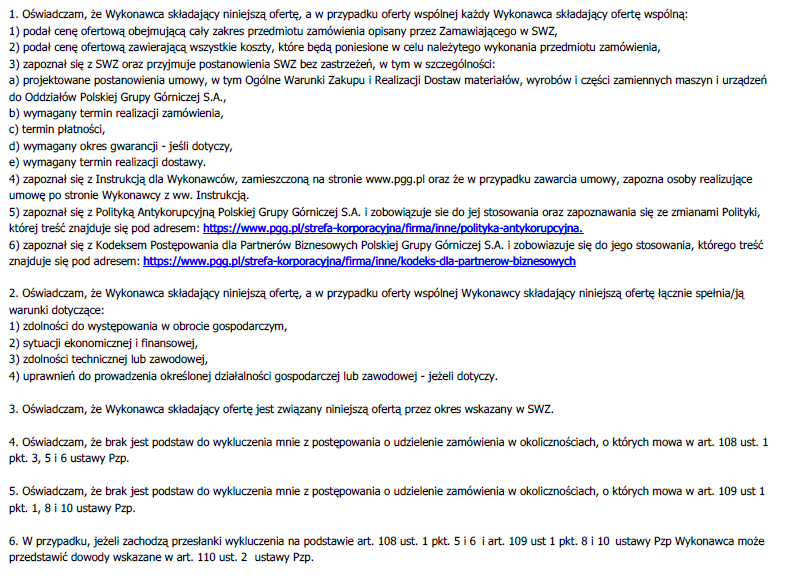 1. Oświadczam, że Wykonawca składający niniejszą ofertę, a w przypadku oferty wspólnej każdy Wykonawca składający ofertę wspólną:
1) podał cenę ofertową obejmującą cały zakres przedmiotu zamówienia opisany przez Zamawiającego w SWZ,
2) podał cenę ofertową zawierającą wszystkie koszty, które będą poniesione w celu należytego wykonania przedmiotu zamówienia,
3) zapoznał się z SWZ oraz przyjmuje postanowienia SWZ bez zastrzeżeń, w tym w szczególności:
a) projektowane postanowienia umowy, w tym Ogólne Warunki Zakupu i Realizacji Dostaw materiałów, wyrobów i części zamiennych maszyn i urządzeń
do Oddziałów Polskiej Grupy Górniczej S.A.,
b) wymagany termin realizacji zamówienia,
c) termin płatności,
d) wymagany okres gwarancji - jeśli dotyczy,
e) wymagany termin realizacji dostawy.
4) zapoznał się z Instrukcją dla Wykonawców, zamieszczoną na stronie www.pgg.pl oraz że w przypadku zawarcia umowy, zapozna osoby realizujące
umowę po stronie Wykonawcy z ww. Instrukcją.
5) zapoznał się z Polityką Antykorupcyjną Polskiej Grupy Górniczej S.A. i zobowiązuje sie do jej stosowania oraz zapoznawania się ze zmianami Polityki,
której treść znajduje się pod adresem: https://www.pgg.pl/strefa-korporacyjna/firma/inne/polityka-antykorupcyjna.
6) zapoznał się z Kodeksem Postępowania dla Partnerów Biznesowych Polskiej Grupy Górniczej S.A. i zobowiazuje się do jego stosowania, którego treść
znajduje się pod adresem: https://www.pgg.pl/strefa-korporacyjna/firma/inne/kodeks-dla-partnerow-biznesowych
2. Oświadczam, że Wykonawca składający niniejszą ofertę, a w przypadku oferty wspólnej Wykonawcy składający niniejszą ofertę łącznie spełnia/ją
warunki dotyczące:
1) zdolności do występowania w obrocie gospodarczym,
2) sytuacji ekonomicznej i finansowej,
3) zdolności technicznej lub zawodowej,
4) uprawnień do prowadzenia określonej działalności gospodarczej lub zawodowej - jeżeli dotyczy.
3. Oświadczam, że Wykonawca składający ofertę jest związany niniejszą ofertą przez okres wskazany w SWZ.
4. Oświadczam, że brak jest podstaw do wykluczenia mnie z postępowania o udzielenie zamówienia w okolicznościach, o których mowa w art. 108 ust. 1
pkt. 3, 5 i 6 ustawy Pzp.
5. Oświadczam, że brak jest podstaw do wykluczenia mnie z postępowania o udzielenie zamówienia w okolicznościach, o których mowa w art. 109 ust 1
pkt. 1, 8 i 10 ustawy Pzp.
6. W przypadku, jeżeli zachodzą przesłanki wykluczenia na podstawie art. 108 ust. 1 pkt. 5 i 6 i art. 109 ust 1 pkt. 8 i 10 ustawy Pzp Wykonawca może
przedstawić dowody wskazane w art. 110 ust. 2 ustawy Pzp.